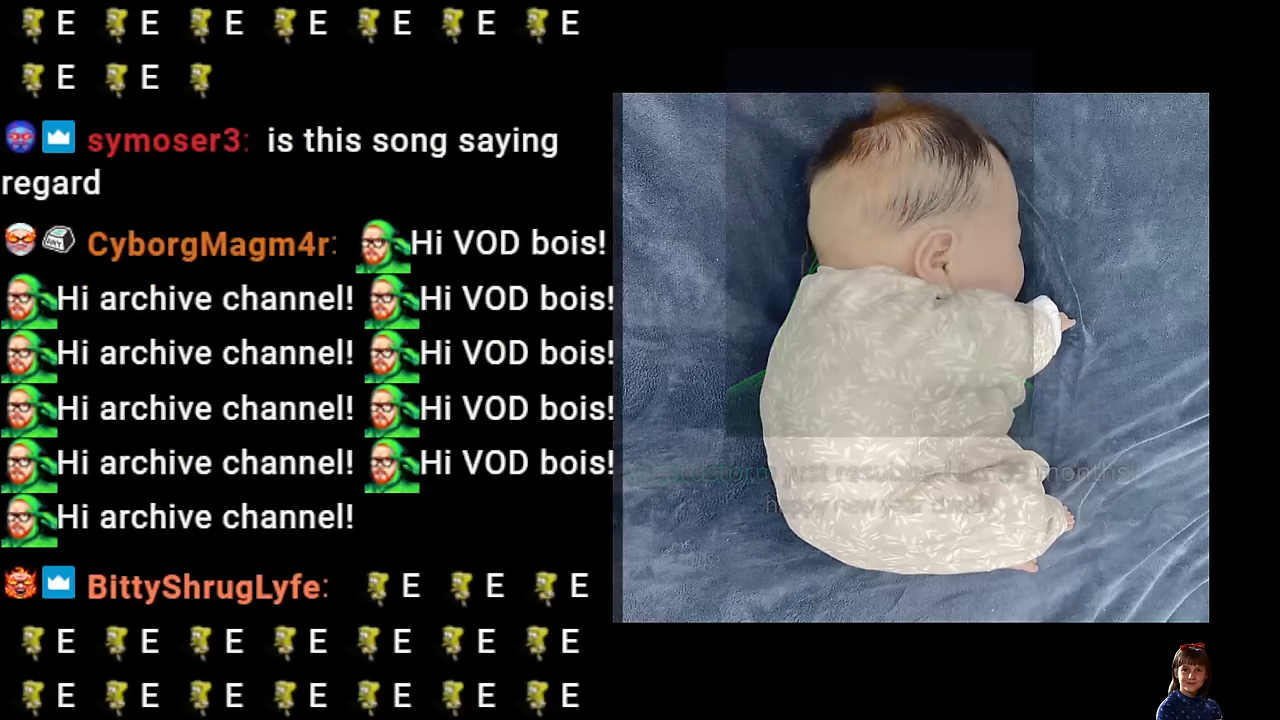 E E E E E E E
E E
symoser3: is this song saying
regard
CyborgMagm4r: Hi VOD bois!
Hi archive channel! Hi VOD bois!
Hi archive channel! Hi VOD bois!
Hi archive channel! Hi VOD bois!
Hi archive channel! Hi VOD bois!
Hi archive channel!
BittyShrugLyfe: E E E
E E E E E E E
E E E E E E E
months!